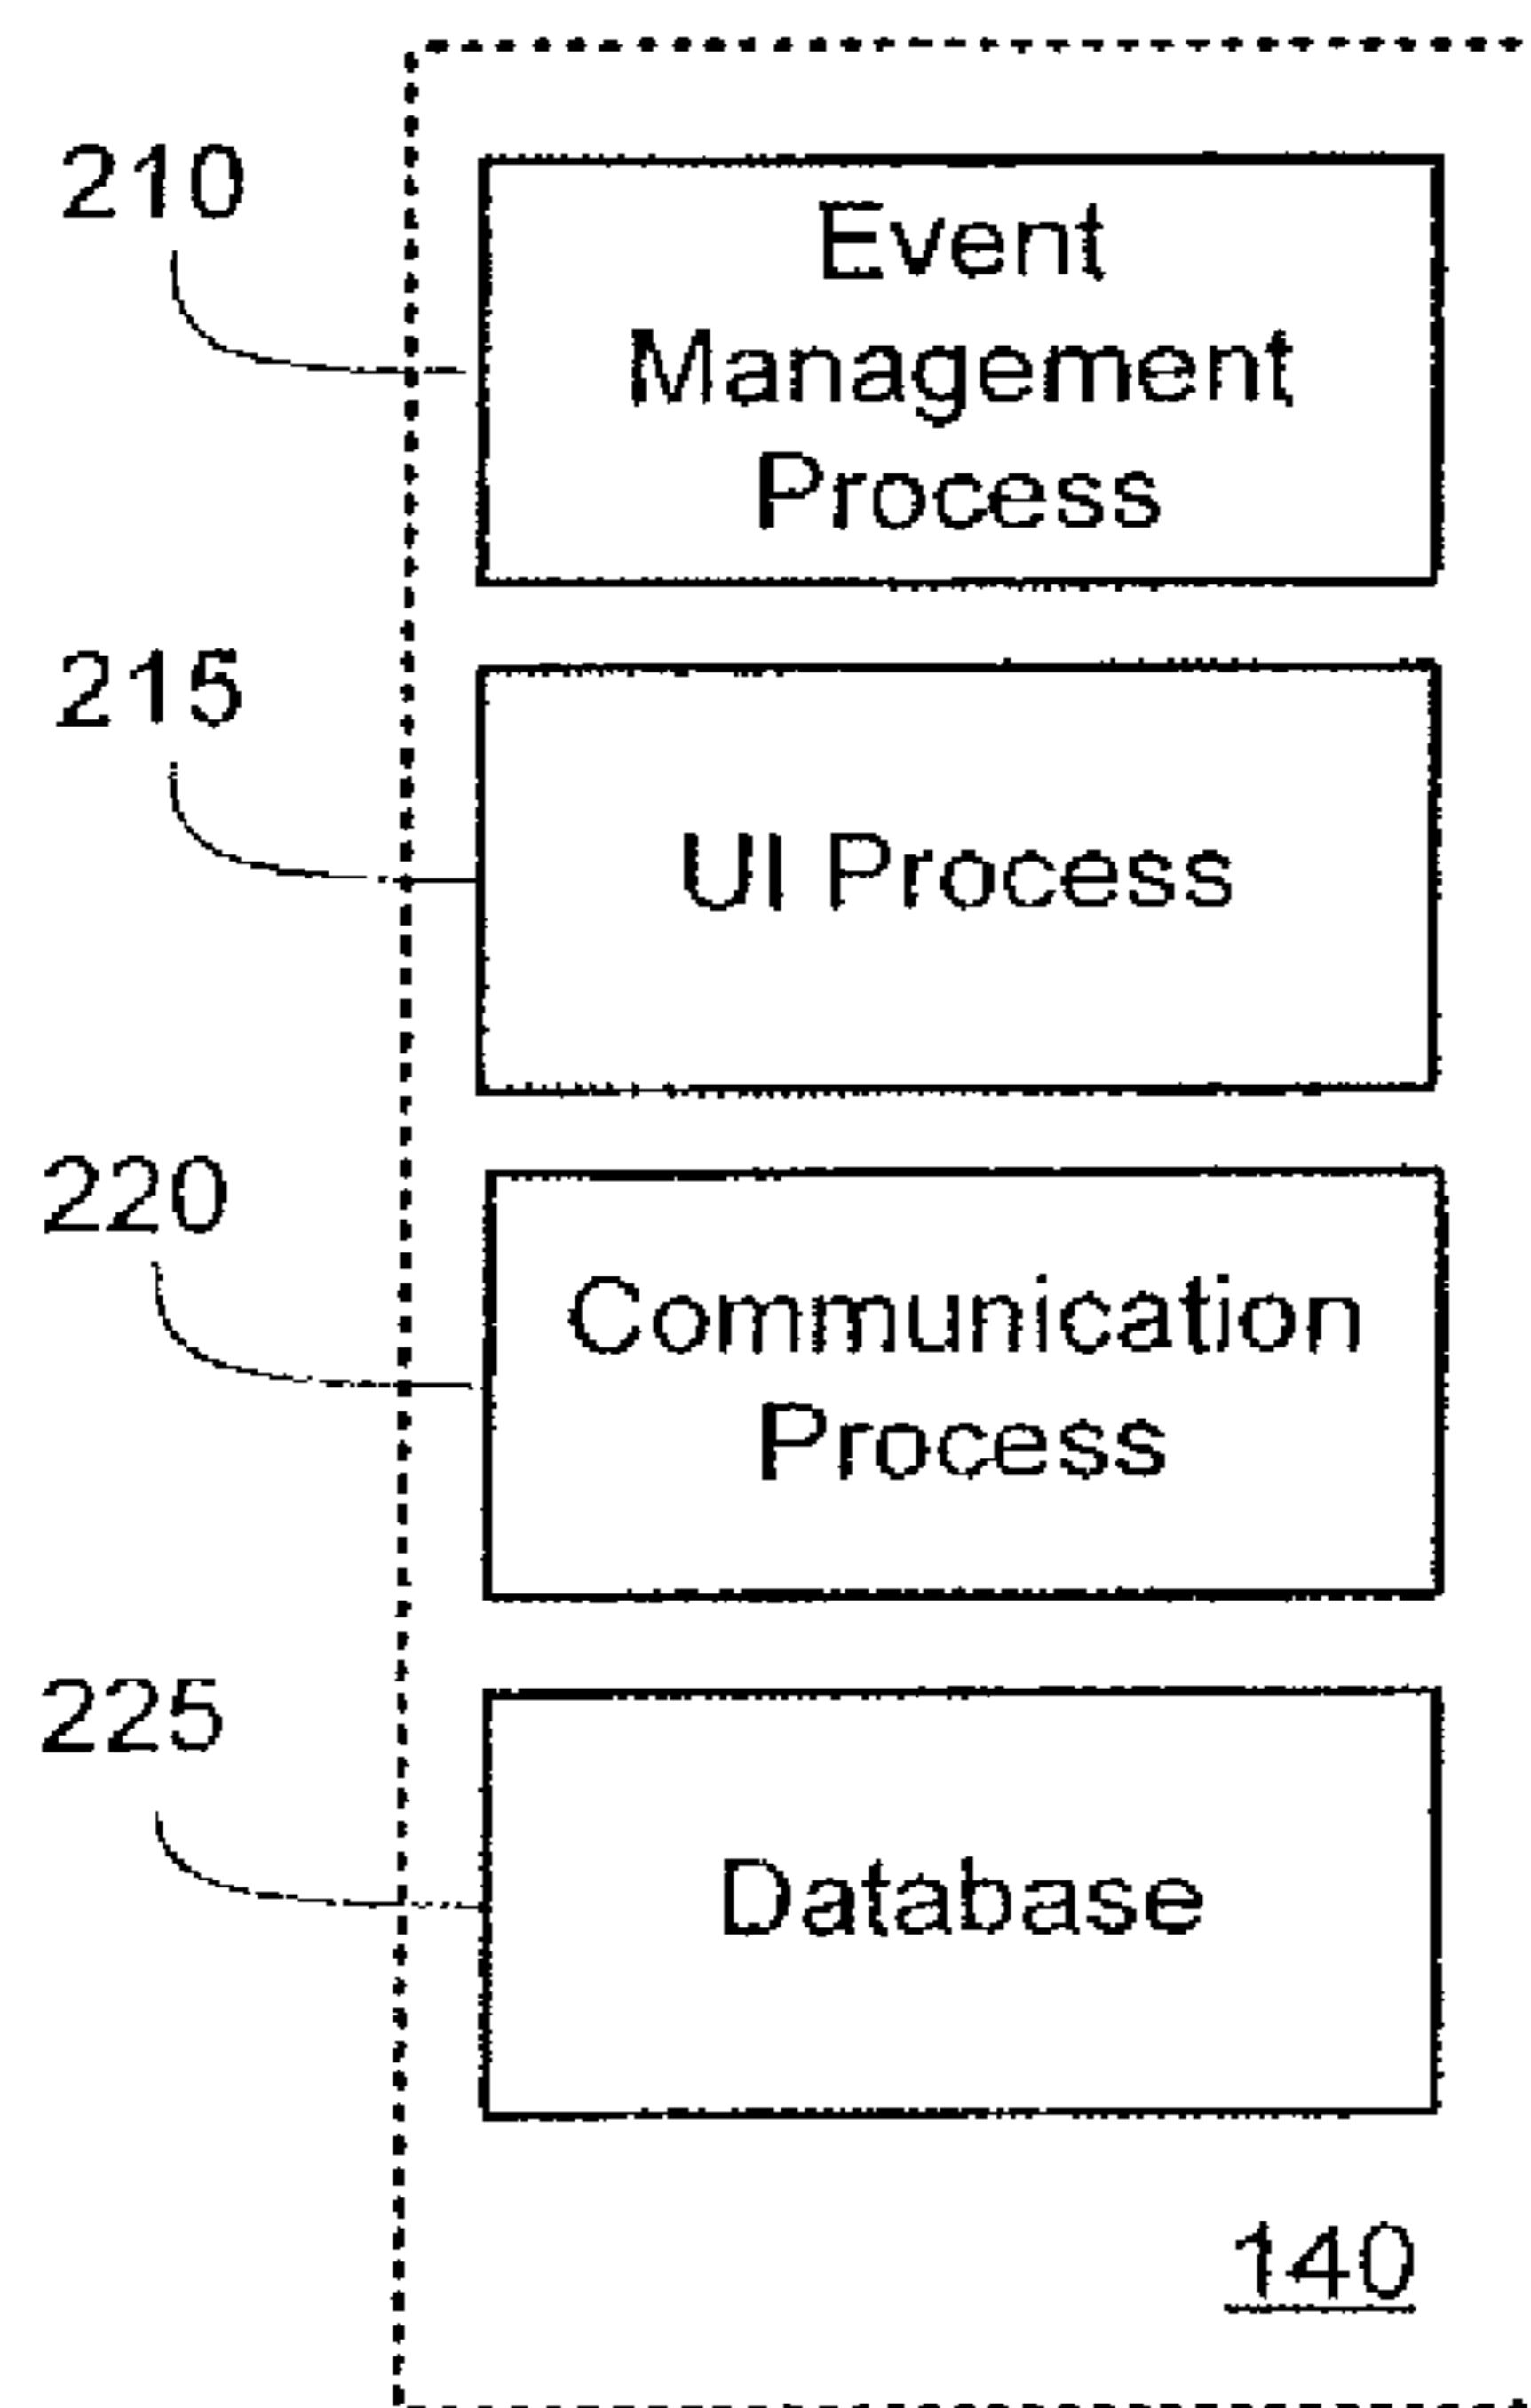 210
Event
Management
Process
215
UI Process
220
Communication
Process
225
Database
140